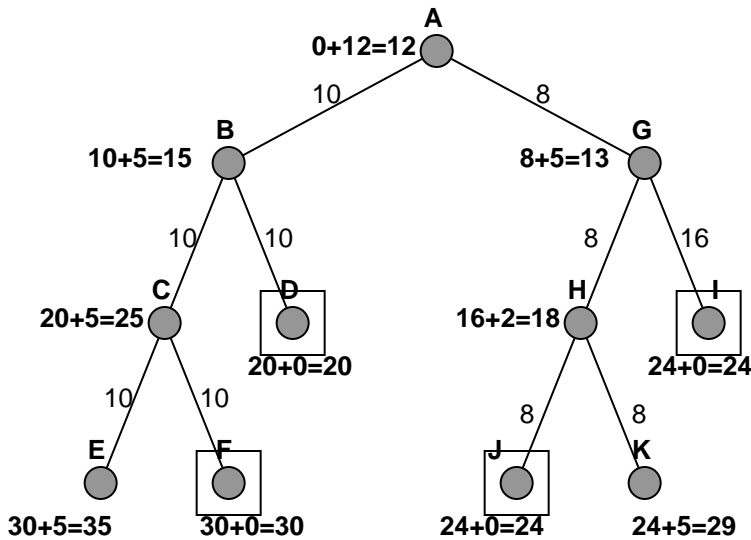 A
0+12=12
10 8
B G
10+5=15 8+5=13
10 10 8 16
C D H I
20+5=25 16+2=18
20+0=20 24+0=24
10 10 8 8
E F J K
30+5=35 30+0=30 24+0=24 24+5=29